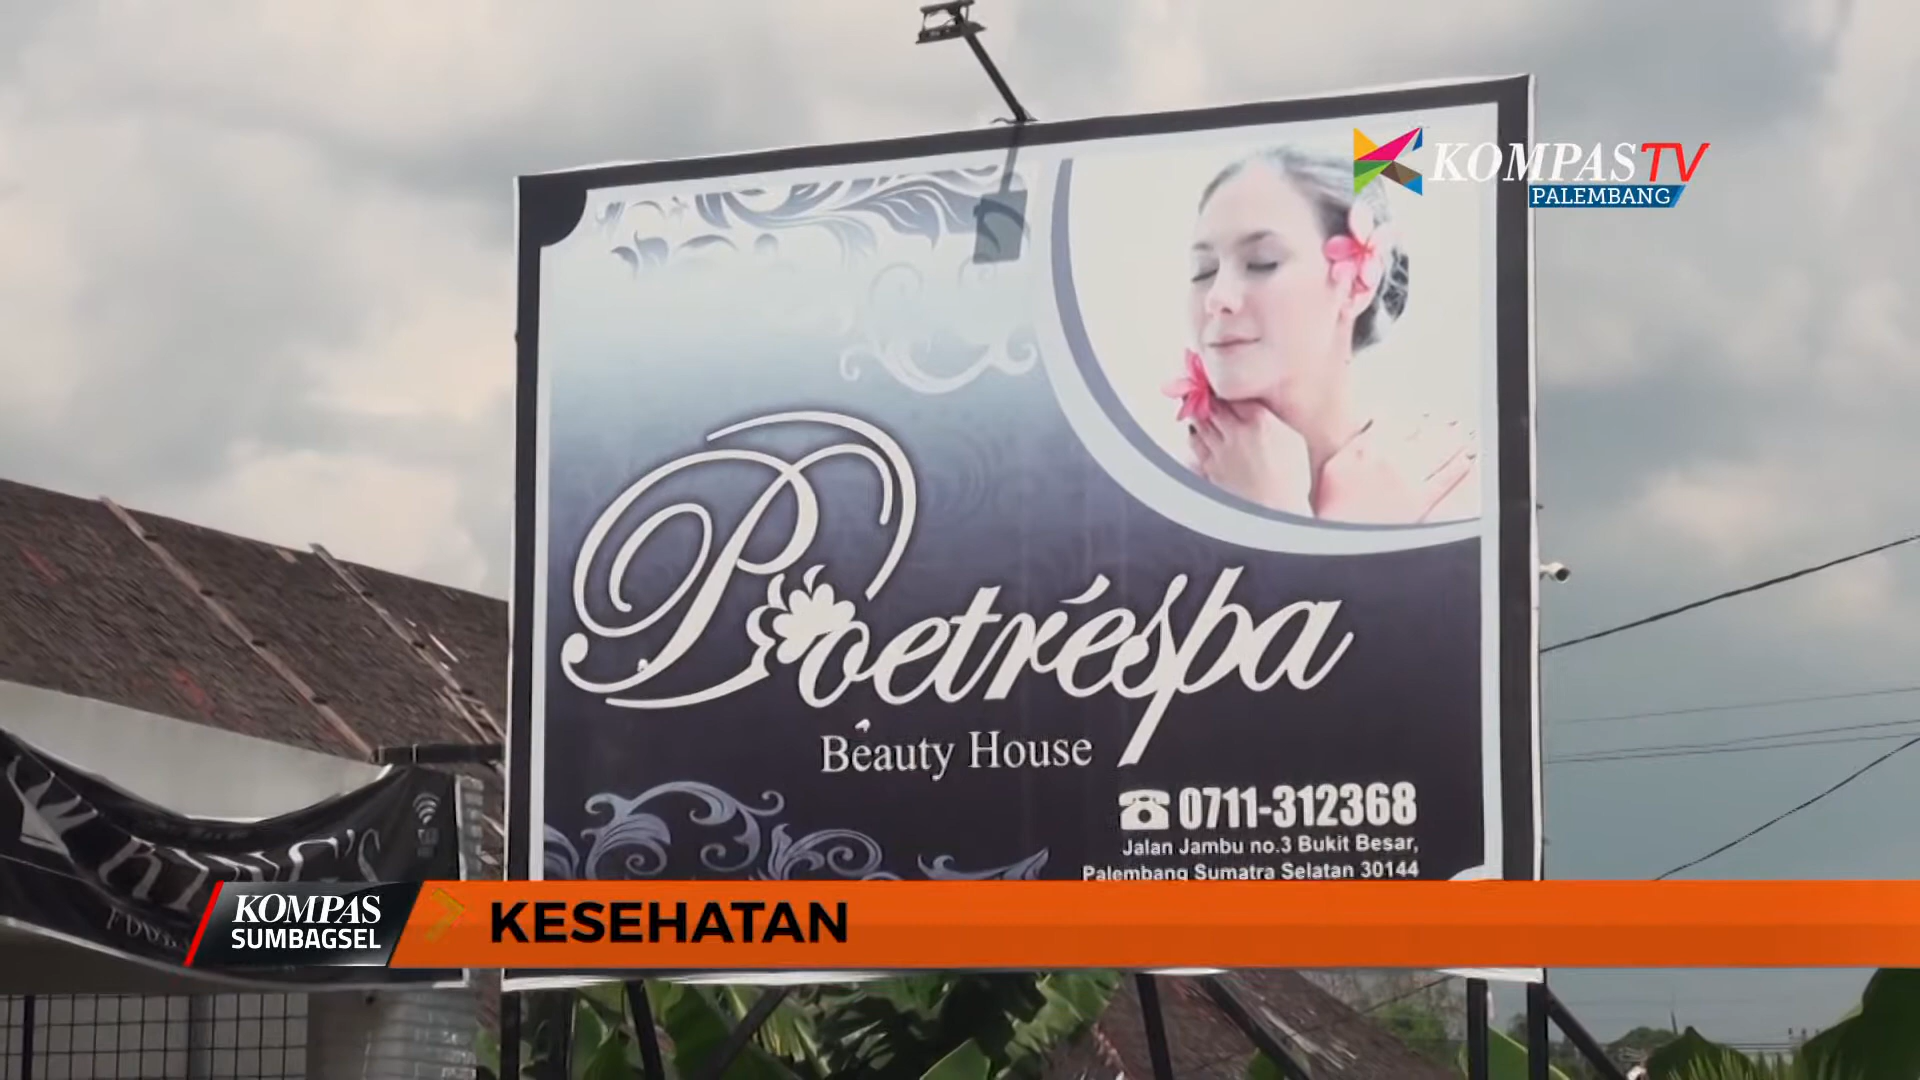 KOMPASTV
PALEMBANG
Poetréspa
Beauty House
0711-312368
Jalan Jambu no.3 Bukit Besar,
Palembang Sumatra Selatan 30144
KOMPAS
SUMBAGSEL
KESEHATAN